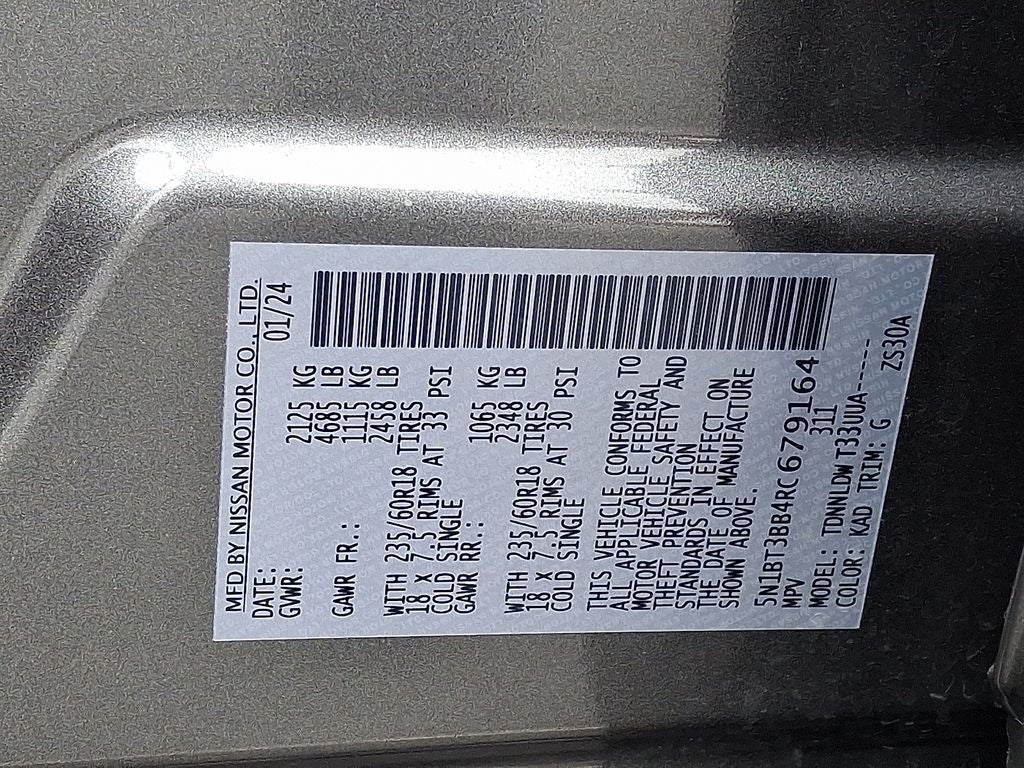 MFD BY NISSAN MOTOR CO., LTD.
DATE: 01/24
GVWR: 2125 KG
4685 LB
GAWR FR.: 1115 KG
2458 LB
WITH 235/60R18 TIRES
18 X 7.5 RIMS AT 33 PSI
COLD SINGLE
GAWR RR.: 1065 KG
2348 LB
WITH 235/60R18 TIRES
18 X 7.5 RIMS AT 30 PSI
COLD SINGLE
THIS VEHICLE CONFORMS TO
ALL APPLICABLE FEDERAL
MOTOR VEHICLE SAFETY AND
THEFT PREVENTION
STANDARDS IN EFFECT ON
THE DATE OF MANUFACTURE
SHOWN ABOVE.
5N1BT3BB4RC679164
MPV 311
MODEL: TDNNLDW T33UUA------
COLOR: KAD TRIM: G ZS30A